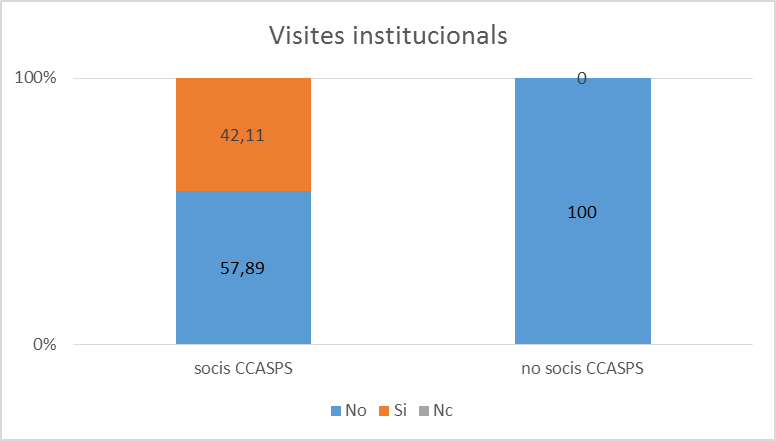 Visites institucionals
100%
0
42,11
100
57,89
0%
socis CCASPS
no socis CCASPS
No
Si
Nc